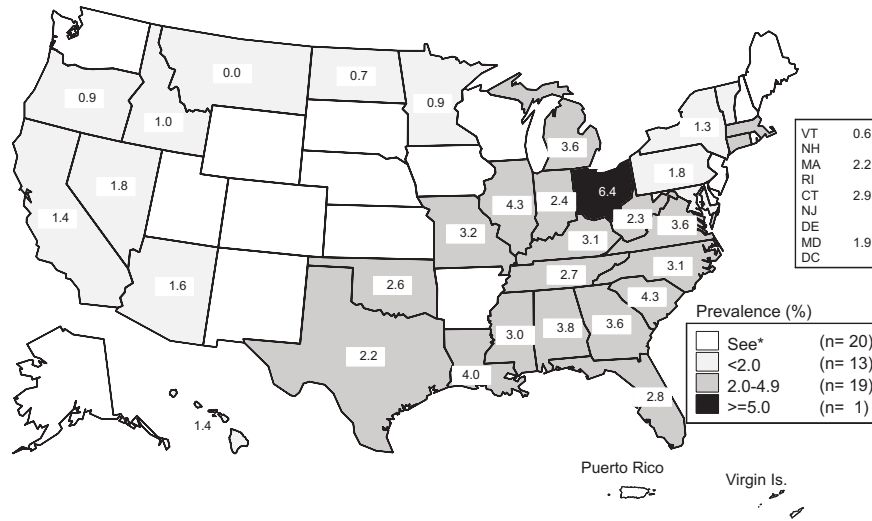 0.0
0.7
0.9
0.9
1.0
3.6
1.3
1.8
1.8
1.4
4.3
2.4
6.4
2.3
3.6
3.2
3.1
1.6
2.6
2.7
3.1
4.3
2.2
3.0
3.8
3.6
4.0
2.8
1.4
VT 0.6
NH
MA 2.2
RI
CT 2.9
NJ
DE
MD 1.9
DC
Prevalence (%)
See* (n= 20)
<2.0 (n= 13)
2.0-4.9 (n= 19)
>=5.0 (n= 1)
Puerto Rico
Virgin Is.